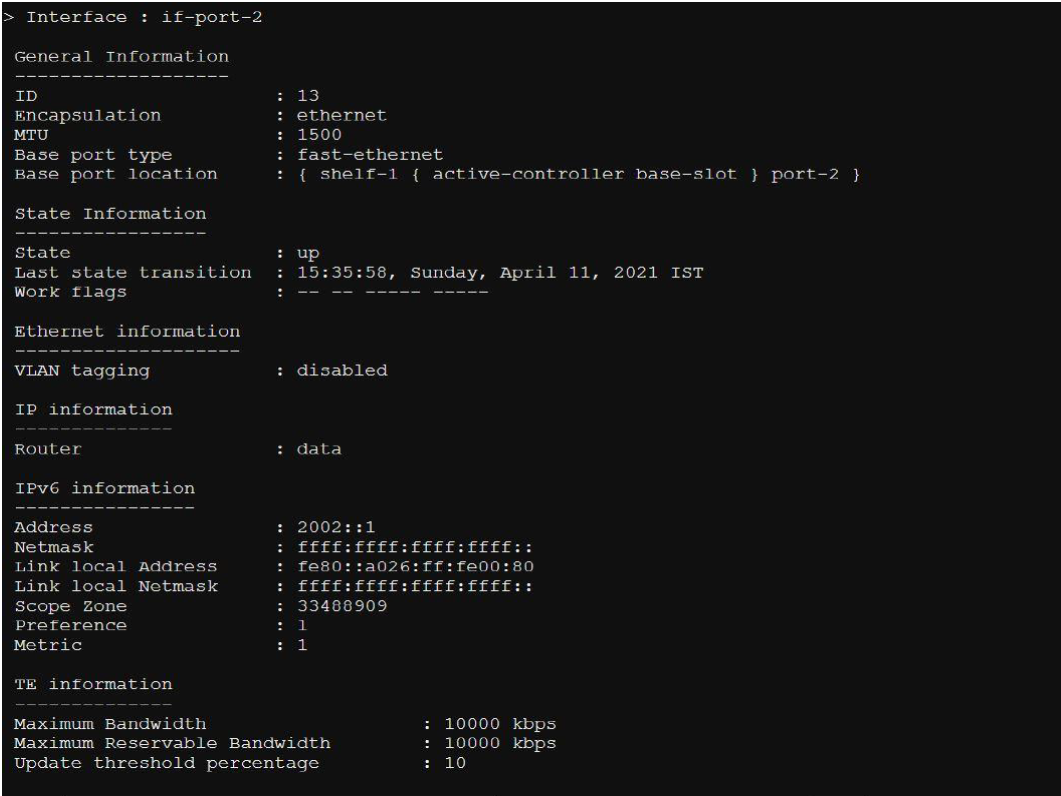 > Interface : if-port-2
General Information
-------------------
ID : 13
Encapsulation : ethernet
MTU : 1500
Base port type : fast-ethernet
Base port location : { shelf-1 { active-controller base-slot } port-2 }
State Information
-----------------
State : up
Last state transition : 15:35:58, Sunday, April 11, 2021 IST
Work flags : -- -- ----- -----
Ethernet information
--------------------
VLAN tagging : disabled
IP information
--------------
Router : data
IPv6 information
----------------
Address : 2002::1
Netmask : ffff:ffff:ffff:ffff::
Link local Address : fe80::a026:ff:fe00:80
Link local Netmask : ffff:ffff:ffff:ffff::
Scope Zone : 33488909
Preference : 1
Metric : 1
TE information
--------------
Maximum Bandwidth : 10000 kbps
Maximum Reservable Bandwidth : 10000 kbps
Update threshold percentage : 10